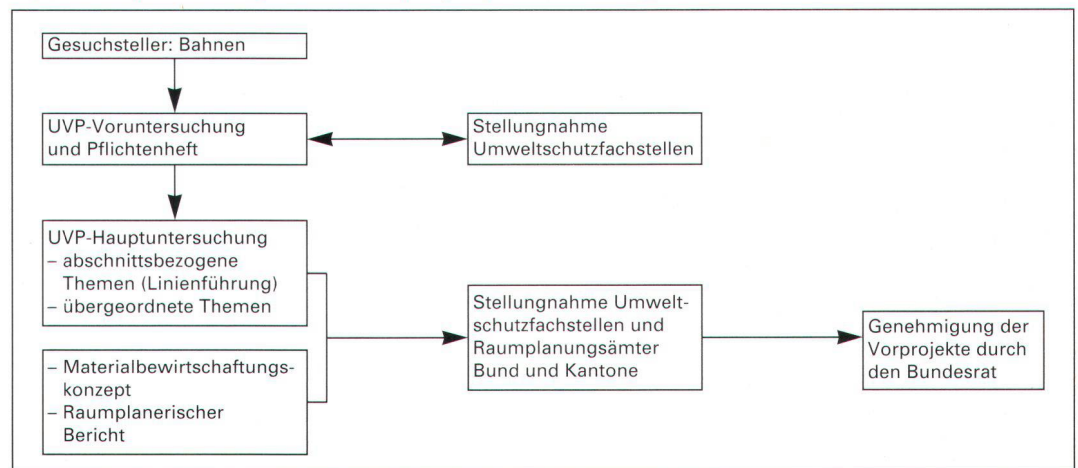 Gesuchsteller: Bahnen
UVP-Voruntersuchung
und Pflichtenheft
Stellungnahme
Umweltschutzfachstellen
UVP-Hauptuntersuchung
– abschnittsbezogene
Themen (Linienführung)
– übergeordnete Themen
– Materialbewirtschaftungs-
konzept
– Raumplanerischer
Bericht
Stellungnahme Umwelt-
schutzfachstellen und
Raumplanungsämter
Bund und Kantone
Genehmigung der
Vorprojekte durch
den Bundesrat